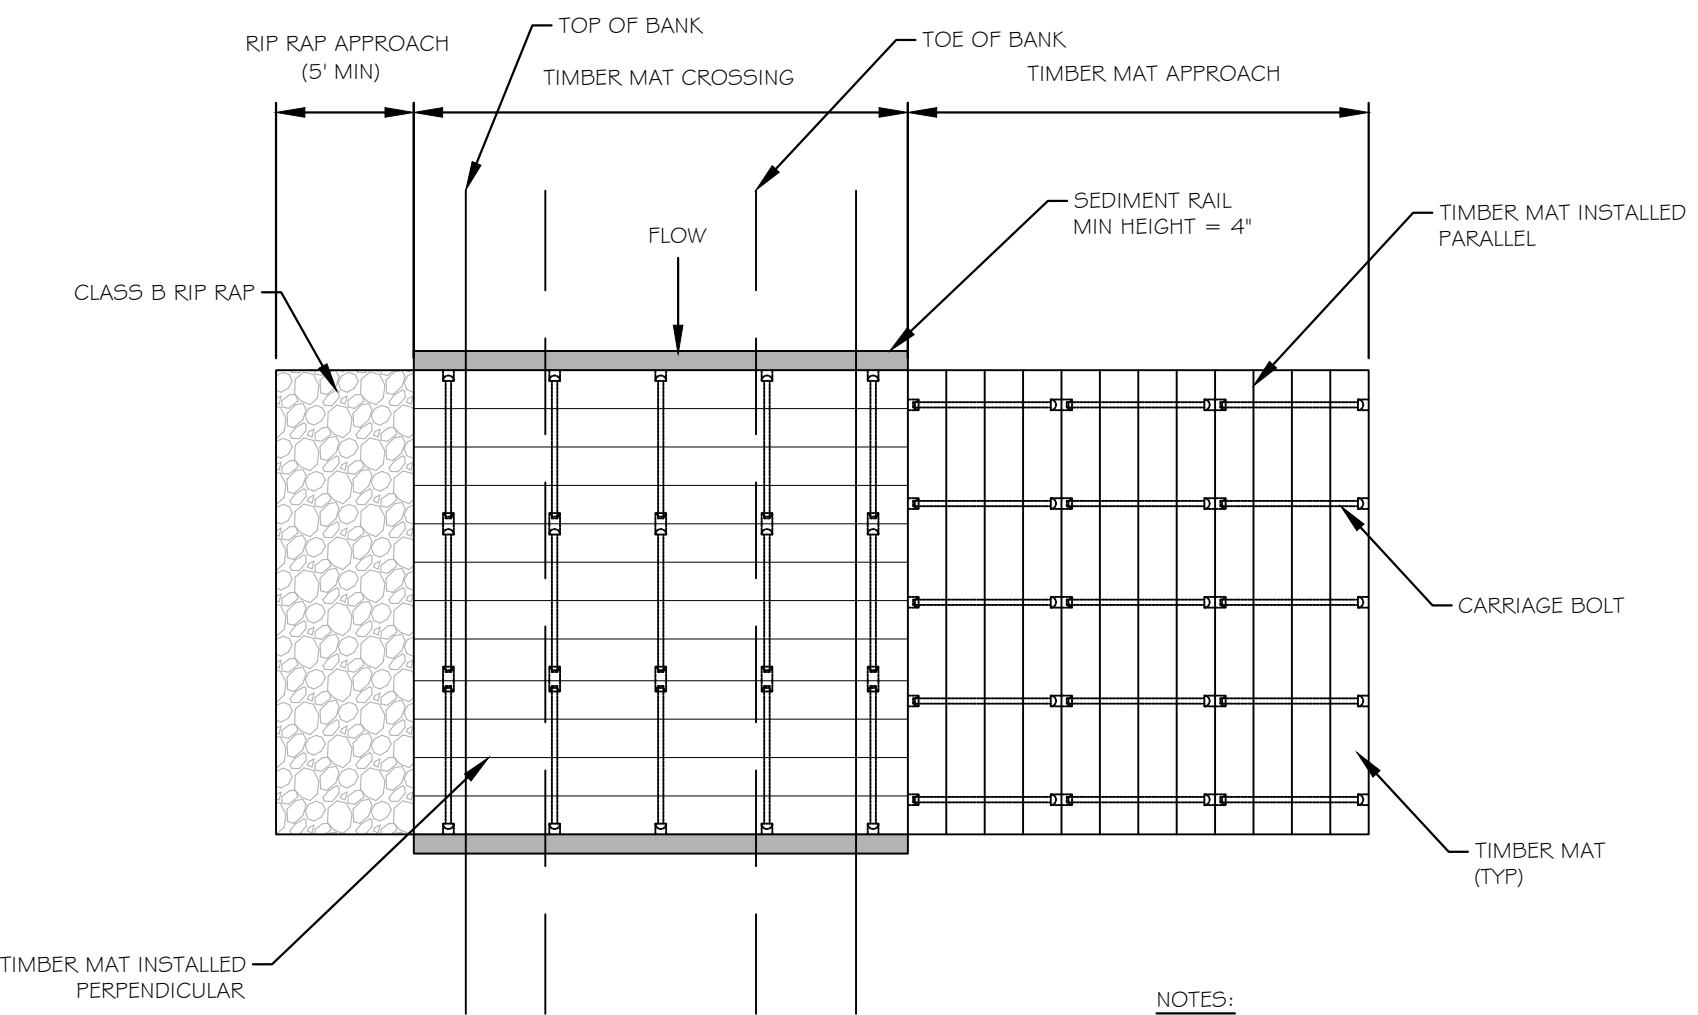 TOP OF BANK
RIP RAP APPROACH
(5' MIN)
TIMBER MAT CROSSING
TOE OF BANK
TIMBER MAT APPROACH
SEDIMENT RAIL
MIN HEIGHT = 4"
TIMBER MAT INSTALLED
PARALLEL
FLOW
CLASS B RIP RAP
CARRIAGE BOLT
TIMBER MAT
(TYP)
TIMBER MAT INSTALLED
PERPENDICULAR
NOTES: